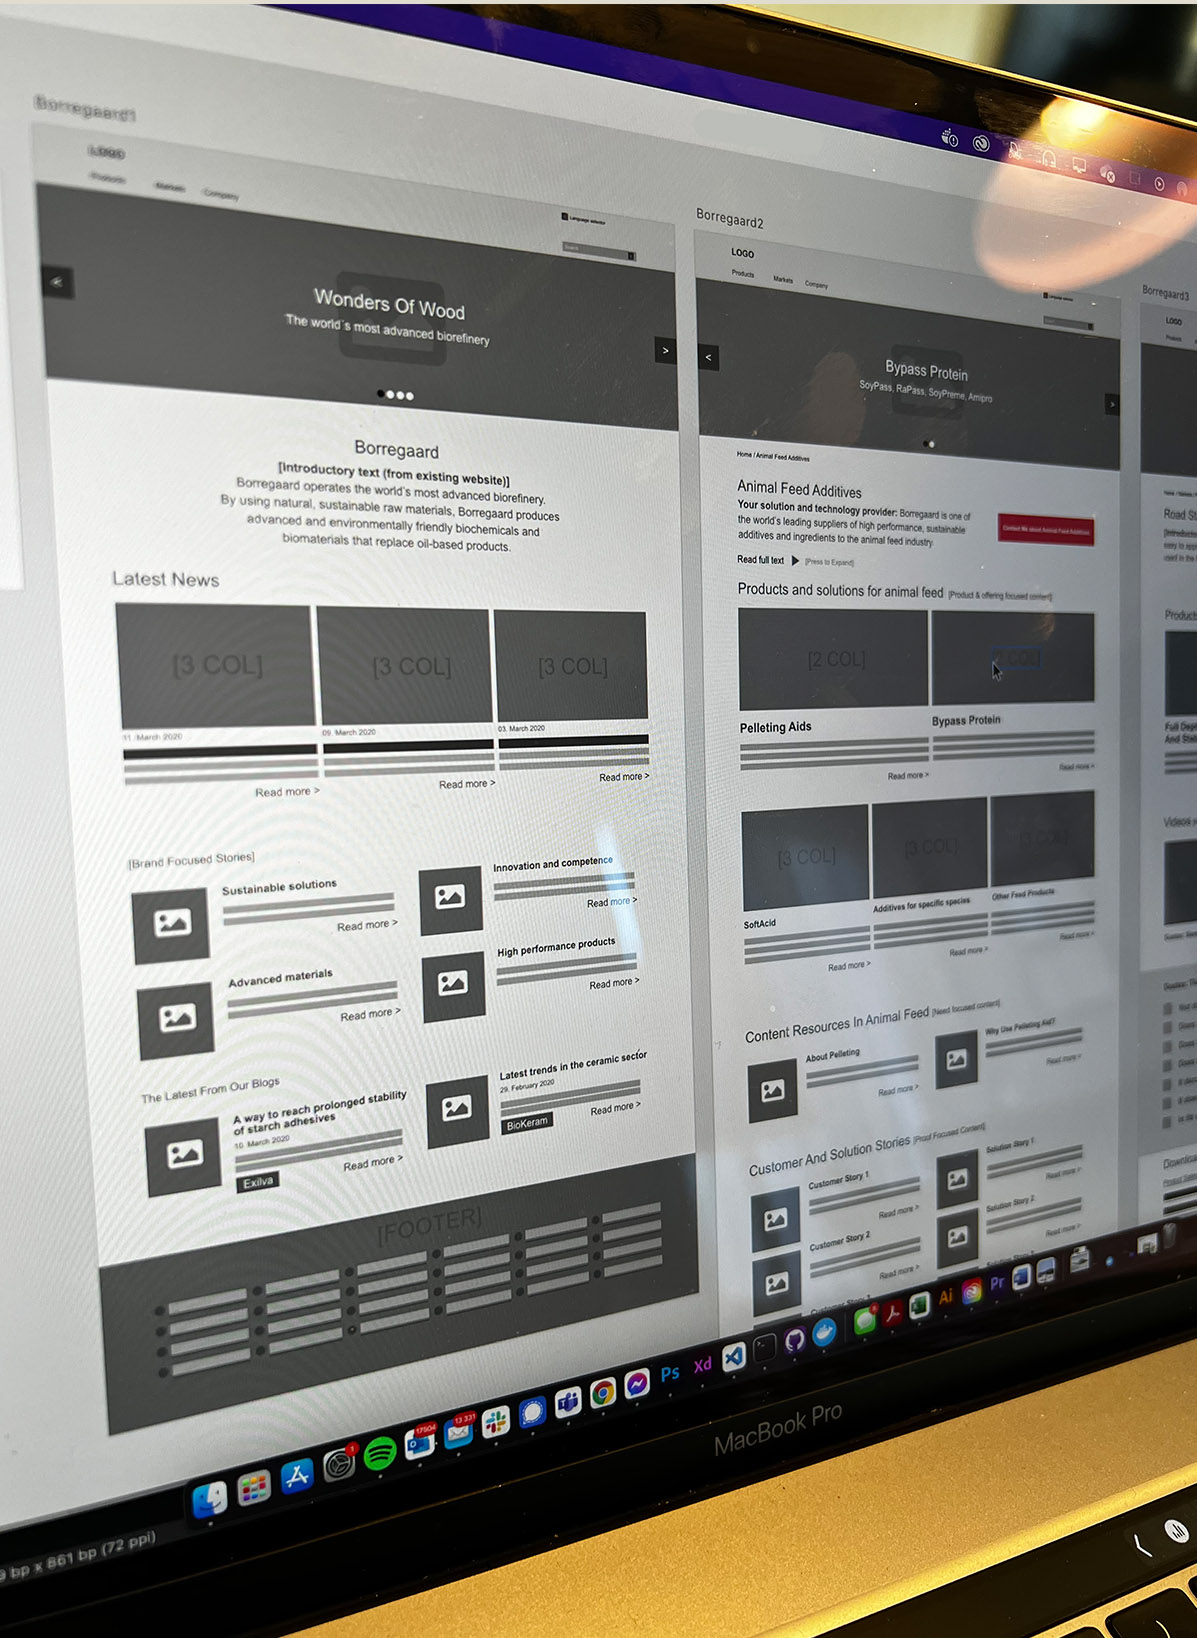 Borregaard1
LOGO
Products
Markets
Company
Language selector
Search
<
Wonders Of Wood
The world's most advanced biorefinery
>
Borregaard
[Introductory text (from existing website)]
Borregaard operates the world's most advanced biorefinery.
By using natural, sustainable raw materials, Borregaard produces
advanced and environmentally friendly biochemicals and
biomaterials that replace oil-based products.
Latest News
[3 COL]
[3 COL]
[3 COL]
11. March 2020
09. March 2020
03. March 2020
Read more >
Read more >
Read more >
[Brand Focused Stories]
Sustainable solutions
Read more >
Innovation and competence
Read more >
Advanced materials
Read more >
High performance products
Read more >
The Latest From Our Blogs
A way to reach prolonged stability
of starch adhesives
10. March 2020
Read more >
Exilva
Latest trends in the ceramic sector
29. February 2020
Read more >
BioKeram
[FOOTER]
Borregaard2
LOGO
Products
Markets
Company
<
Bypass Protein
SoyPass, RaPass, SoyPreme, Amipro
>
Home / Animal Feed Additives
Animal Feed Additives
Your solution and technology provider: Borregaard is one of
the world's leading suppliers of high performance, sustainable
additives and ingredients to the animal feed industry.
Contact Me about Animal Feed Additives
Read full text
[Press to Expand]
Products and solutions for animal feed [Product & offering focused content]
[2 COL]
[2 COL]
Pelleting Aids
Bypass Protein
Read more >
Read more >
[3 COL]
[3 COL]
[3 COL]
SoftAcid
Additives for specific species
Other Feed Products
Read more >
Read more >
Read more >
Content Resources In Animal Feed [Need focused content]
About Pelleting
Read more >
Why Use Pelleting Aid?
Read more >
Customer And Solution Stories [Proof Focused Content]
Customer Story 1
Read more >
Solution Story 1
Read more >
Customer Story 2
Read more >
Solution Story 2
Read more >
Customer Story 3
Borregaard3
LOGO
Products
Road St
Product
Full Dep
And Stab
Videos
Downloa
1
17504
13 331
Ps
Xd
Ai
Pr
bp x 861 bp (72 ppi)
MacBook Pro